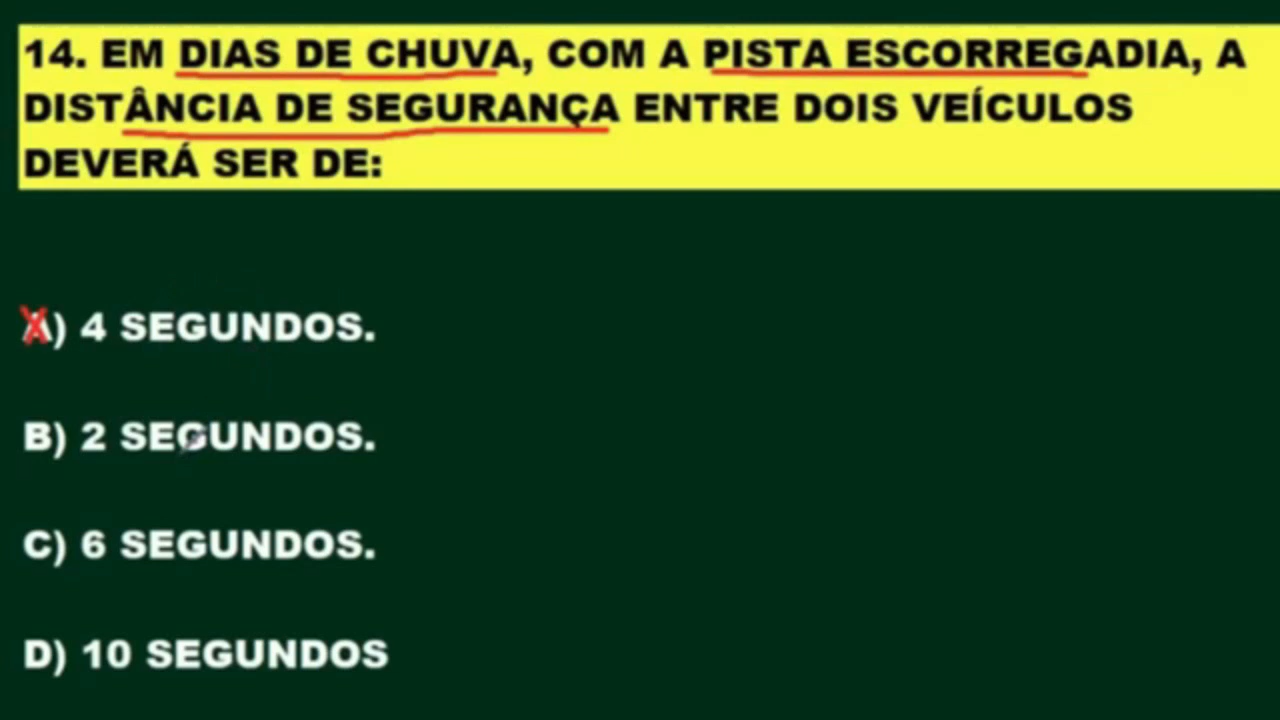 14. EM DIAS DE CHUVA, COM A PISTA ESCORREGADIA, A
DISTÂNCIA DE SEGURANÇA ENTRE DOIS VEÍCULOS
DEVERÁ SER DE:
A) 4 SEGUNDOS.
B) 2 SEGUNDOS.
C) 6 SEGUNDOS.
D) 10 SEGUNDOS